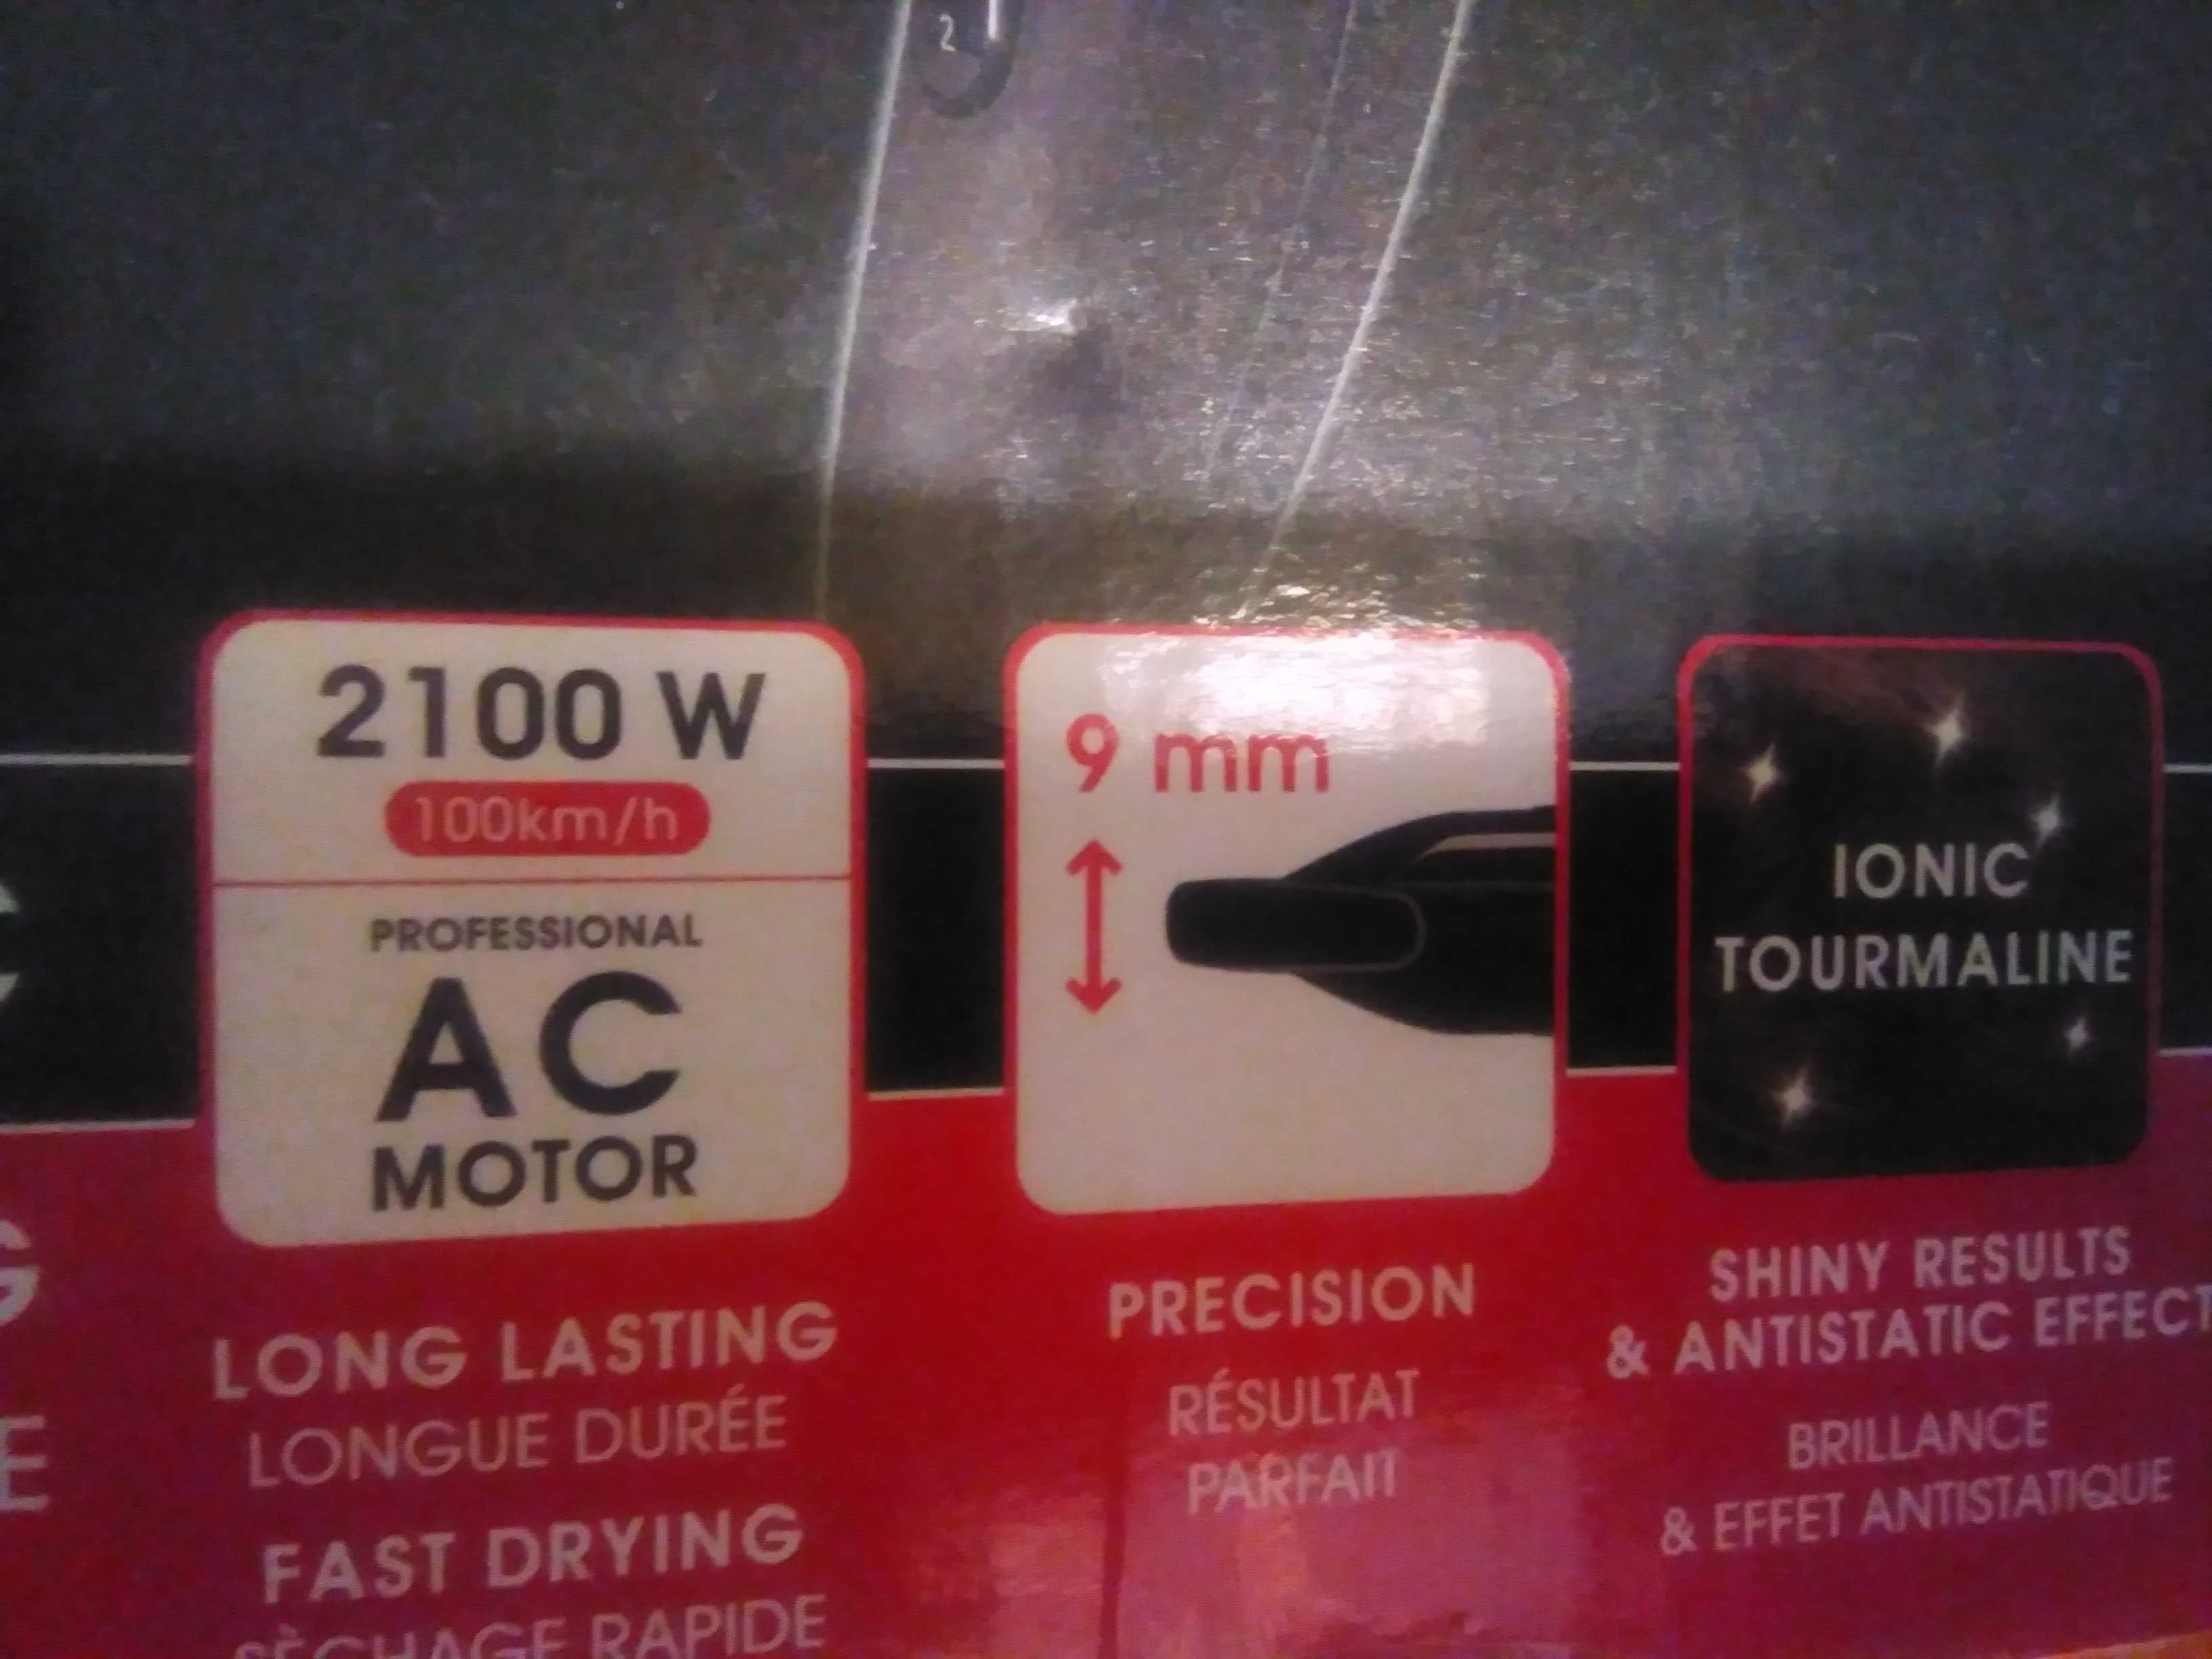 2
2100 W
100km/h
PROFESSIONAL
AC
MOTOR
LONG LASTING
LONGUE DURÉE
FAST DRYING
SÈCHAGE RAPIDE
9 mm
PRECISION
RÉSULTAT
PARFAIT
IONIC
TOURMALINE
SHINY RESULTS
& ANTISTATIC EFFECT
BRILLANCE
& EFFET ANTISTATIQUE